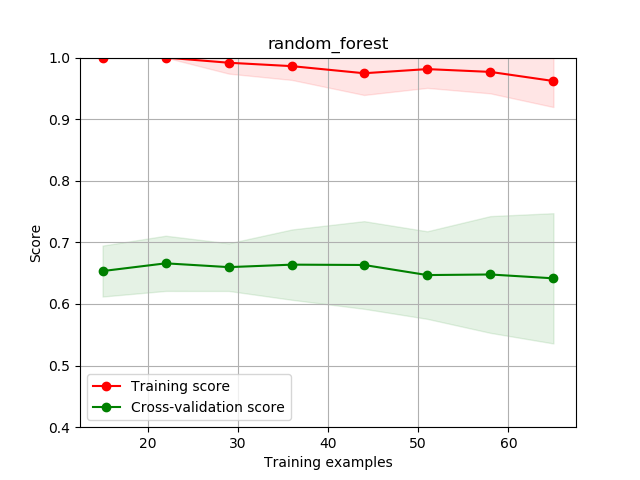 random_forest
1.0
0.9
0.8
0.7
0.6
0.5
0.4
Score
Training score
Cross-validation score
20 30 40 50 60
Training examples